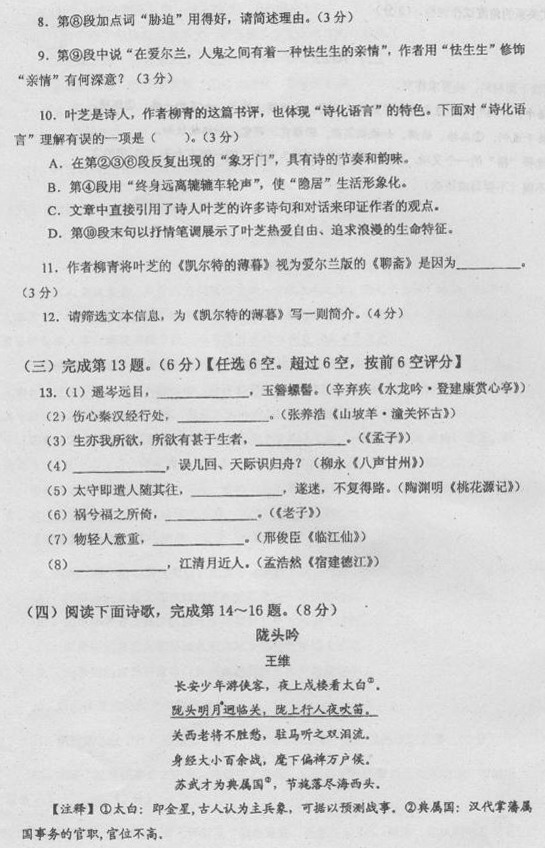 8. 第⑧段加点词“胁迫”用得好，请简述理由。（3 分）
9. 第⑨段中说“在爱尔兰，人鬼之间有着一种怯生生的亲情”，作者用“怯生生”修饰
“亲情”有何深意？（3 分）
10. 叶芝是诗人，作者柳青的这篇书评，也体现“诗化语言”的特色。下面对“诗化语
言”理解有误的一项是（ ）。（3 分）
A．在第②③⑥段反复出现的“象牙门”，具有诗的节奏和韵味。
B．第④段用“终身远离辘辘车轮声”，使“隐居”生活形象化。
C．文章中直接引用了诗人叶芝的许多诗句和对话来印证作者的观点。
D．第⑩段末句以抒情笔调展示了叶芝热爱自由、追求浪漫的生命特征。
11. 作者柳青将叶芝的《凯尔特的薄暮》视为爱尔兰版的《聊斋》是因为________。
（3 分）
12. 请筛选文本信息，为《凯尔特的薄暮》写一则简介。（4 分）
（三）完成第 13 题。（6 分）【任选 6 空。超过 6 空，按前 6 空评分】
13.（1）遥岑远目，____________，玉簪螺髻。（辛弃疾《水龙吟·登建康赏心亭》）
（2）伤心秦汉经行处，____________。（张养浩《山坡羊·潼关怀古》）
（3）生亦我所欲，所欲有甚于生者，____________。（《孟子》）
（4）____________，误几回、天际识归舟？（柳永《八声甘州》）
（5）太守即遣人随其往，____________，遂迷，不复得路。（陶渊明《桃花源记》）
（6）祸兮福之所倚，____________。（《老子》）
（7）物轻人意重，____________。（邢俊臣《临江仙》）
（8）____________，江清月近人。（孟浩然《宿建德江》）
（四）阅读下面诗歌，完成第 14～16 题。（8 分）
陇头吟
王维
长安少年游侠客，夜上戍楼看太白①。
陇头明月迥临关，陇上行人夜吹笛。
关西老将不胜愁，驻马听之双泪流。
身经大小百余战，麾下偏裨万户侯。
苏武才为典属国②，节旄落尽海西头。
【注释】①太白：即金星,古人认为主兵象，可据以预测战事。②典属国：汉代掌藩属
国事务的官职,官位不高。